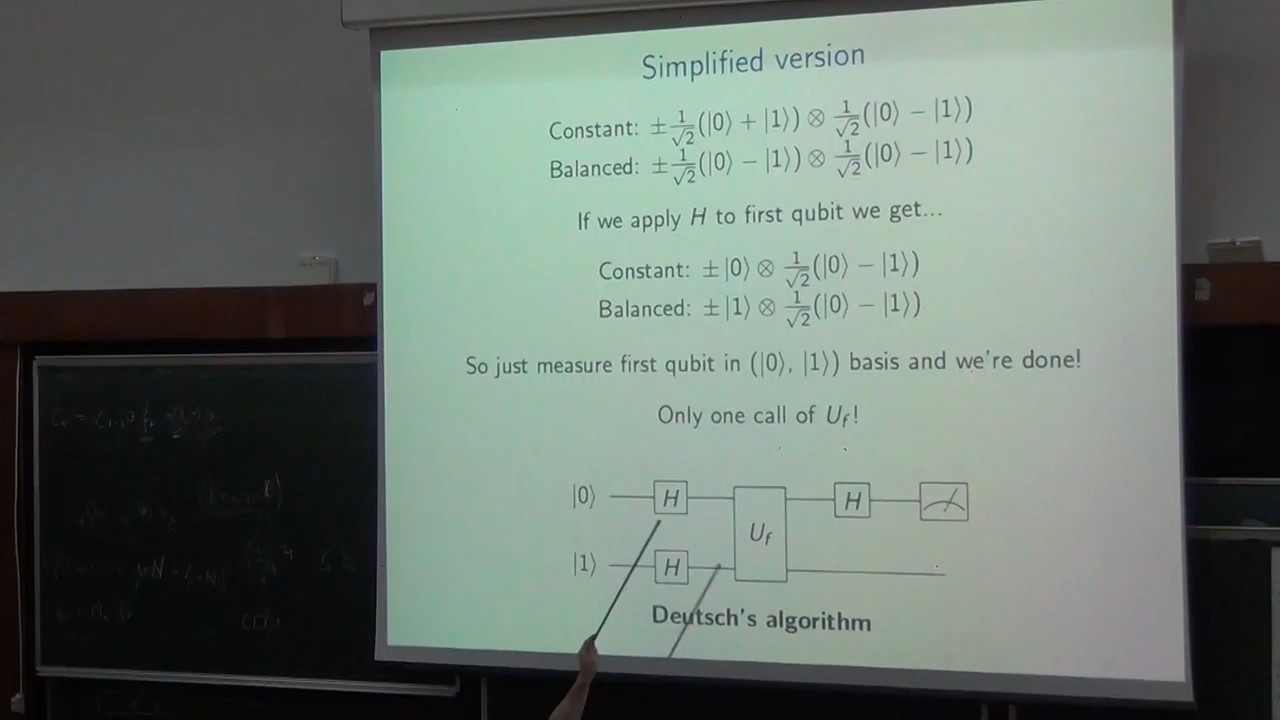 Simplified version
Constant: ±1/√2(|0⟩ + |1⟩) ⊗ 1/√2(|0⟩ − |1⟩)
Balanced: ±1/√2(|0⟩ − |1⟩) ⊗ 1/√2(|0⟩ − |1⟩)
If we apply H to first qubit we get...
Constant: ±|0⟩ ⊗ 1/√2(|0⟩ − |1⟩)
Balanced: ±|1⟩ ⊗ 1/√2(|0⟩ − |1⟩)
So just measure first qubit in (|0⟩, |1⟩) basis and we're done!
Only one call of U_f!
|0⟩ H H
U_f
|1⟩ H
Deutsch's algorithm